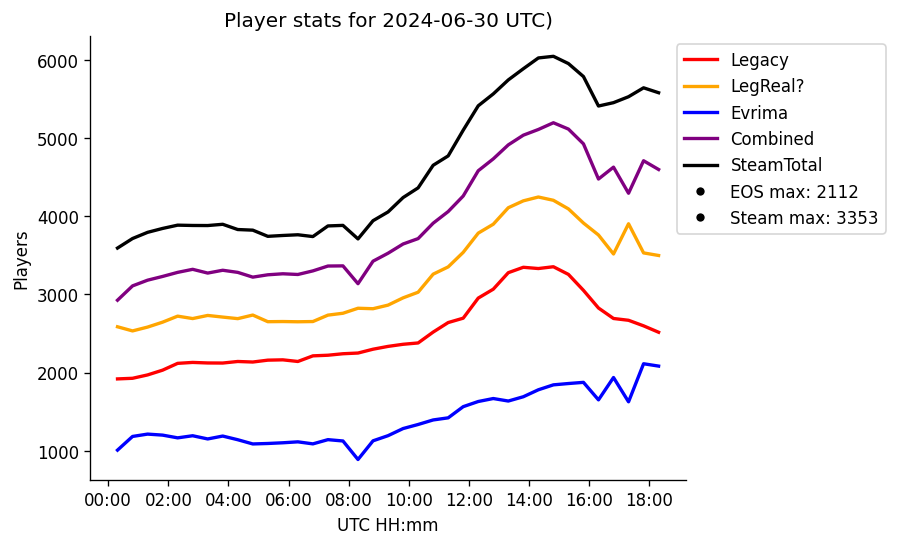 Player stats for 2024-06-30 UTC)
Legacy
LegReal?
Evrima
Combined
SteamTotal
EOS max: 2112
Steam max: 3353
Players
6000
5000
4000
3000
2000
1000
00:00 02:00 04:00 06:00 08:00 10:00 12:00 14:00 16:00 18:00
UTC HH:mm